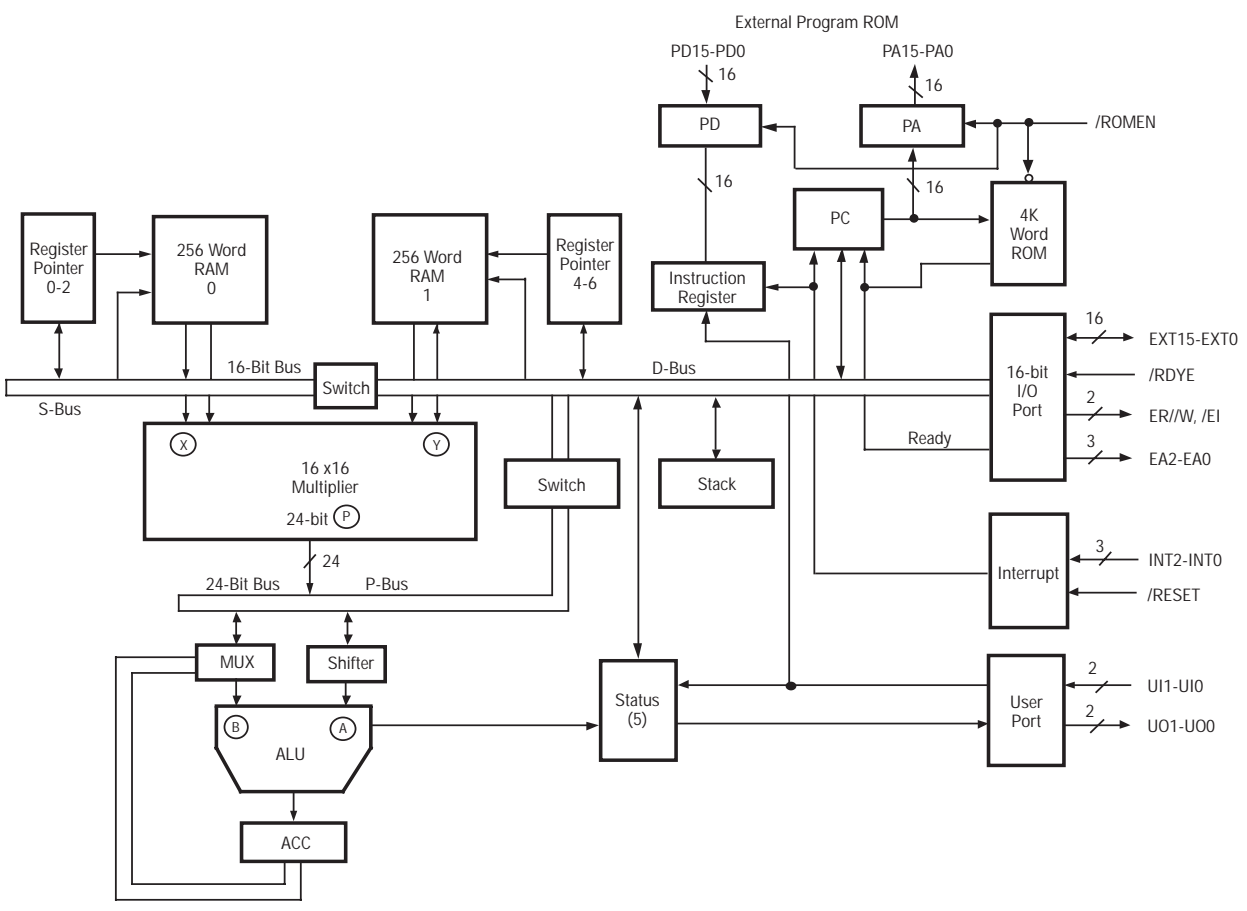 External Program ROM
PD15-PD0
PA15-PA0
16
16
PD
PA
/ROMEN
16
16
PC
4K
Word
ROM
Register
Pointer
0-2
256 Word
RAM
0
256 Word
RAM
1
Register
Pointer
4-6
Instruction
Register
16-Bit Bus
Switch
D-Bus
S-Bus
16-bit
I/O
Port
16
EXT15-EXT0
/RDYE
2
ER//W, /EI
3
EA2-EA0
Ready
X
Y
16 x16
Multiplier
24-bit
P
Switch
Stack
24
24-Bit Bus
P-Bus
Interrupt
3
INT2-INT0
/RESET
MUX
Shifter
B
A
ALU
ACC
Status
(5)
User
Port
2
UI1-UI0
2
UO1-UO0